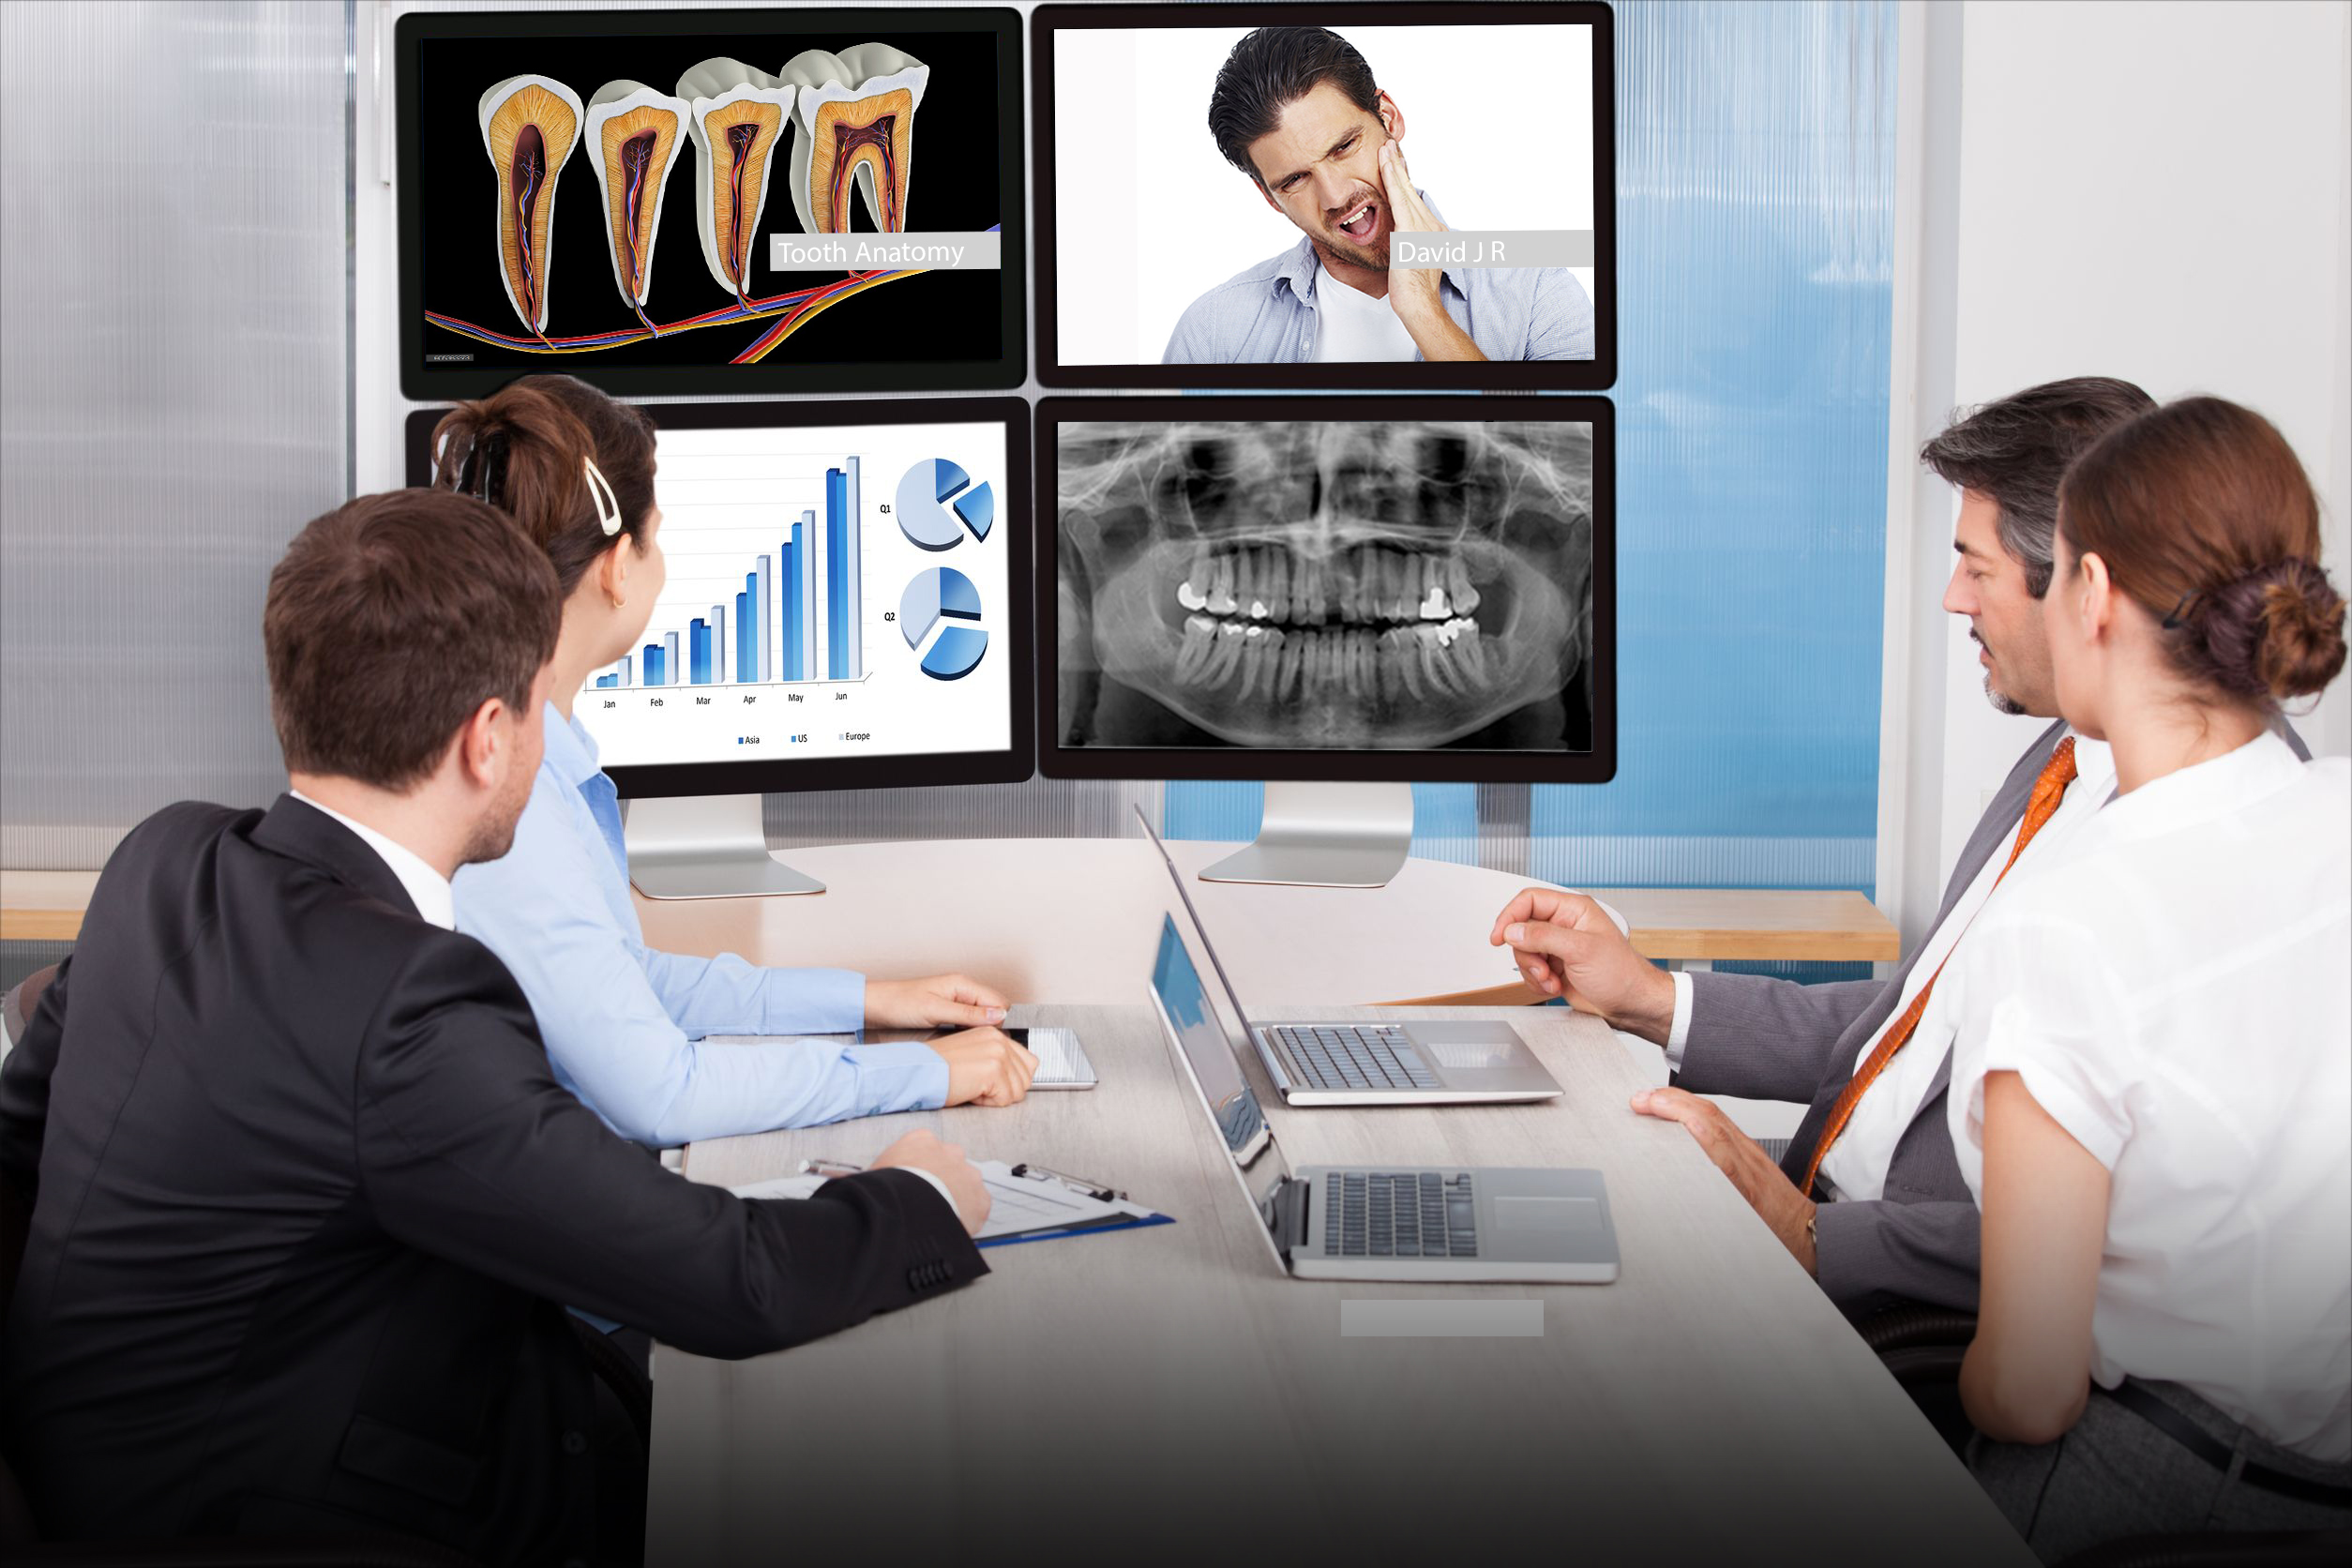 Tooth Anatomy
David J R
Q1
Q2
Jan Feb Mar Apr May Jun
Asia US Europe